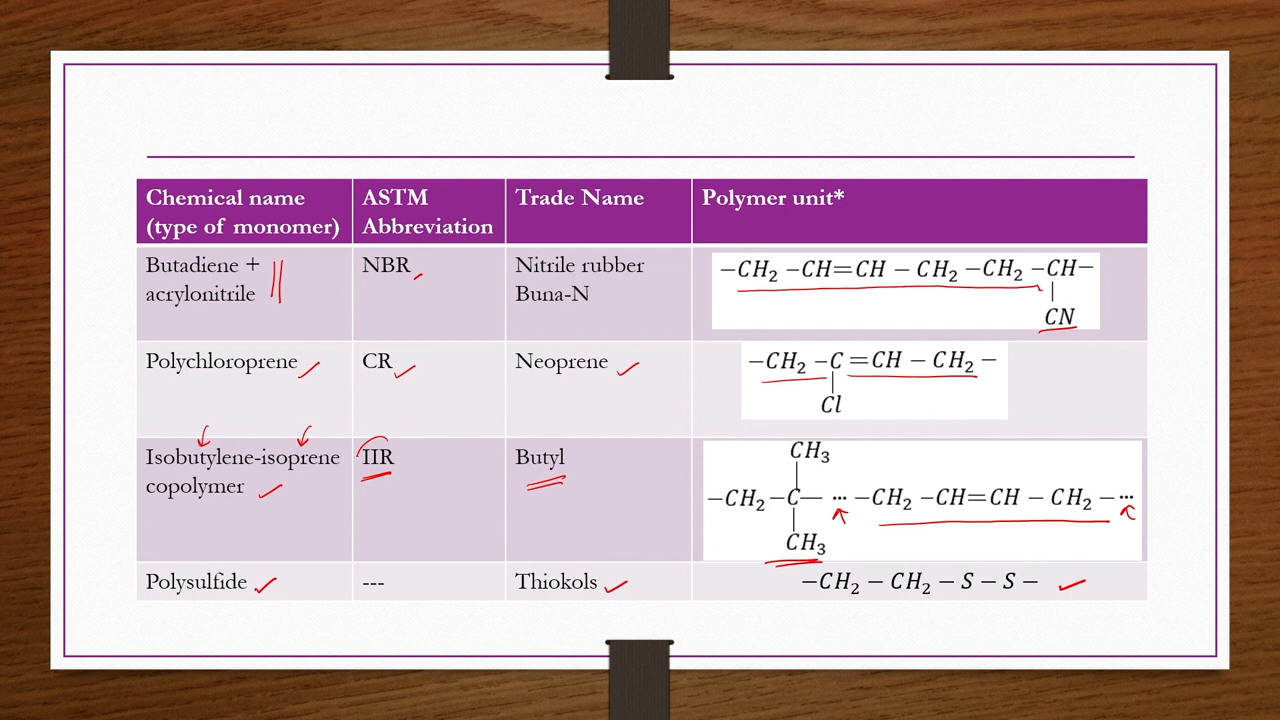 Chemical name
(type of monomer)
ASTM
Abbreviation
Trade Name
Polymer unit*
Butadiene +
acrylonitrile
NBR
Nitrile rubber
Buna-N
−CH₂ −CH=CH − CH₂ −CH₂ −CH−
|
CN
Polychloroprene
CR
Neoprene
−CH₂ −C =CH − CH₂ −
|
Cl
Isobutylene-isoprene
copolymer
IIR
Butyl
CH₃
|
−CH₂−C− ⋯ −CH₂ −CH=CH − CH₂ −⋯
|
CH₃
Polysulfide
---
Thiokols
−CH₂ − CH₂ − S − S −